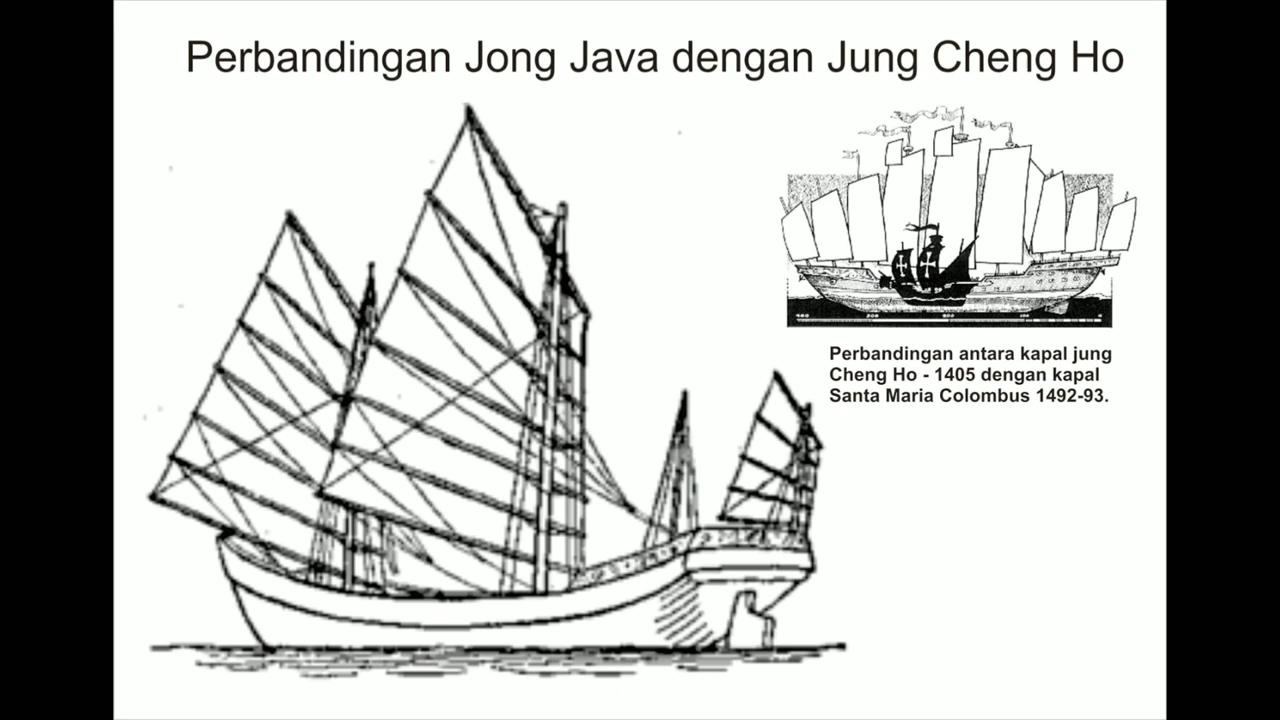 Perbandingan Jong Java dengan Jung Cheng Ho
Perbandingan antara kapal jung
Cheng Ho - 1405 dengan kapal
Santa Maria Colombus 1492-93.